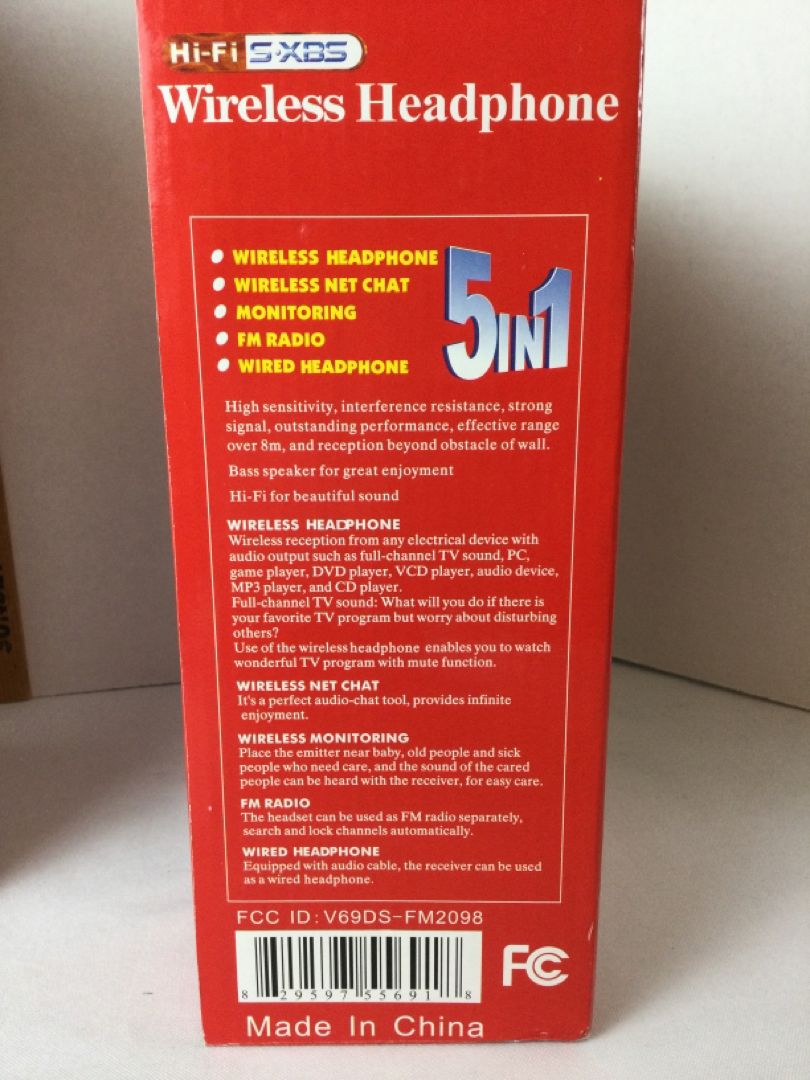 Hi-Fi S·XBS
Wireless Headphone
WIRELESS HEADPHONE
WIRELESS NET CHAT
MONITORING
FM RADIO
WIRED HEADPHONE
5 IN 1
High sensitivity, interference resistance, strong
signal, outstanding performance, effective range
over 8m, and reception beyond obstacle of wall.
Bass speaker for great enjoyment
Hi-Fi for beautiful sound
WIRELESS HEADPHONE
Wireless reception from any electrical device with
audio output such as full-channel TV sound, PC,
game player, DVD player, VCD player, audio device,
MP3 player, and CD player.
Full-channel TV sound: What will you do if there is
your favorite TV program but worry about disturbing
others?
Use of the wireless headphone enables you to watch
wonderful TV program with mute function.
WIRELESS NET CHAT
It's a perfect audio-chat tool, provides infinite
enjoyment.
WIRELESS MONITORING
Place the emitter near baby, old people and sick
people who need care, and the sound of the cared
people can be heard with the receiver, for easy care.
FM RADIO
The headset can be used as FM radio separately,
search and lock channels automatically.
WIRED HEADPHONE
Equipped with audio cable, the receiver can be used
as a wired headphone.
FCC ID: V69DS-FM2098
8 29597 55691 8
FC
Made In China